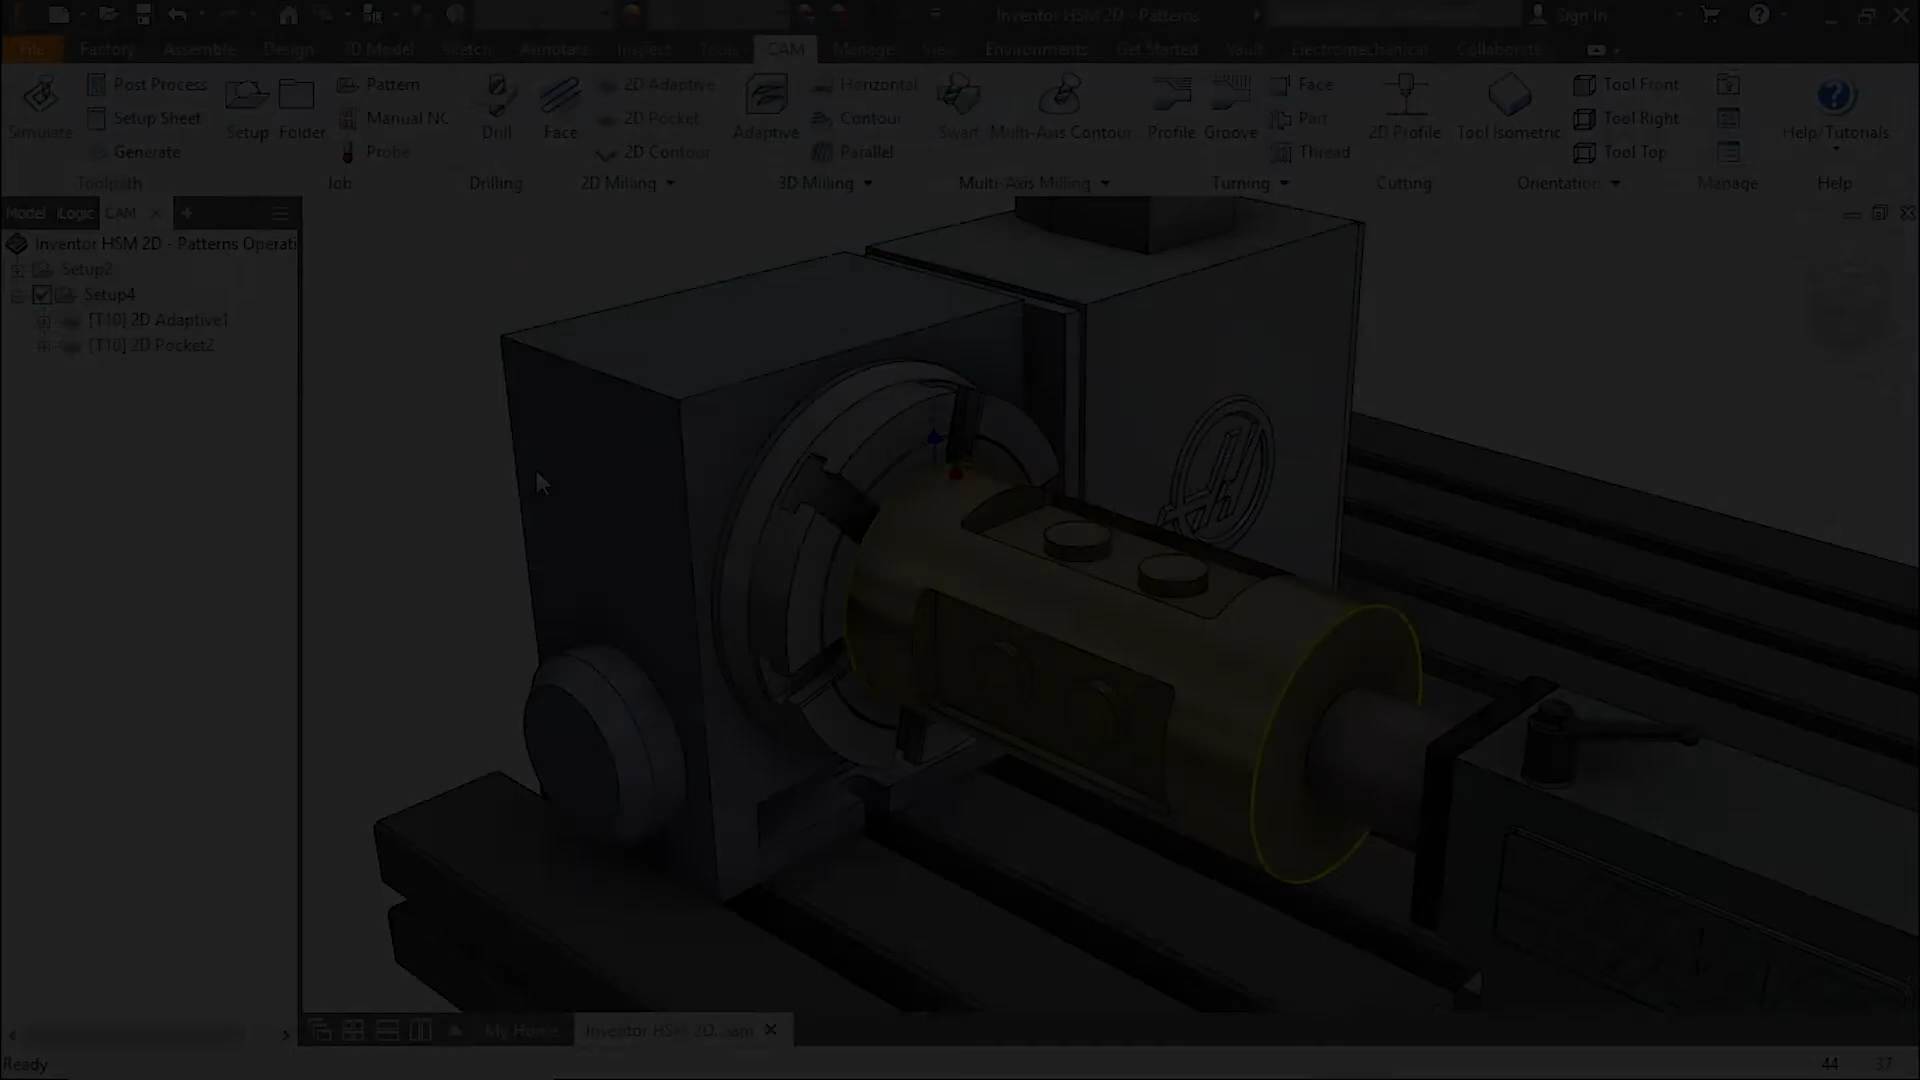 Inventor HSM 2D - Patterns
Sign In
File Factory Assemble Design 3D Model Sketch Annotate Inspect Tools CAM Manage View Environments Get Started Vault Electromechanical Collaborate
Post Process Pattern 2D Adaptive Horizontal Face Tool Front
Setup Sheet Manual NC 2D Pocket Contour Part Tool Right
Simulate Setup Folder Drill Face Adaptive Swarf Multi-Axis Contour Profile Groove 2D Profile Tool Isometric Help/Tutorials
Generate Probe 2D Contour Parallel Thread Tool Top
Toolpath Job Drilling 2D Milling 3D Milling Multi-Axis Milling Turning Cutting Orientation Manage Help
Model iLogic CAM
Inventor HSM 2D - Patterns Operati
Setup2
Setup4
[T10] 2D Adaptive1
[T10] 2D Pocket2
My Home Inventor HSM 2D...iam
Ready 44 37